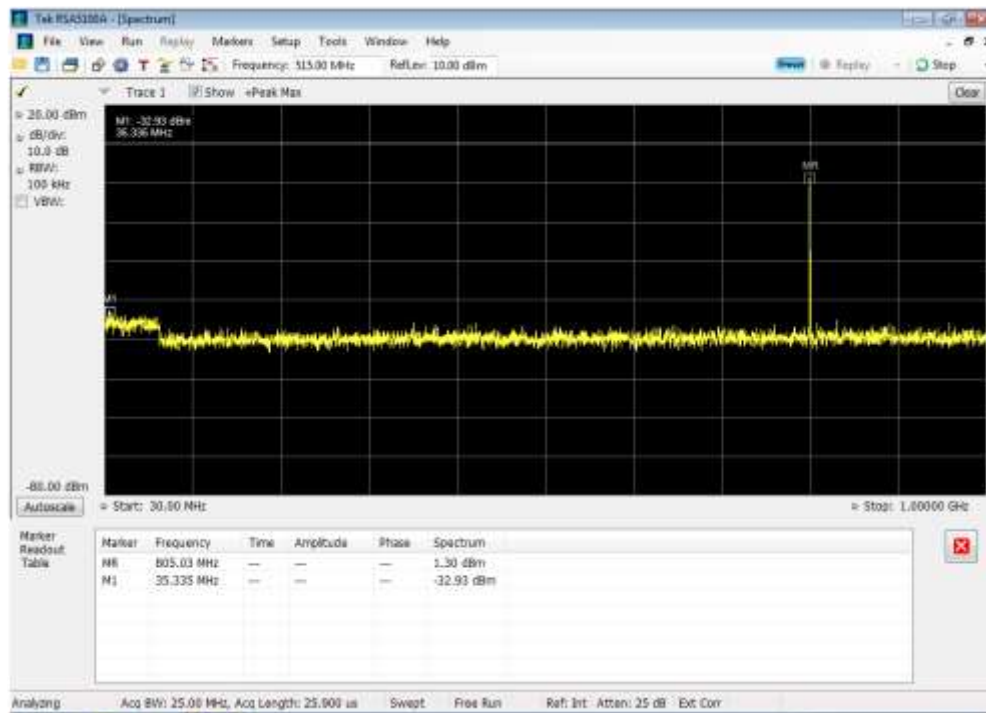 Tek RSA5100A - [Spectrum]
File View Run Replay Markers Setup Tools Window Help
Frequency: 515.00 MHz RefLev: 10.00 dBm Preset Replay Stop
Trace 1 Show +Peak Max Clear
20.00 dBm
dB/div:
10.0 dB
RBW:
100 kHz
VBW:
M1: -32.93 dBm
MR
M1
-80.00 dBm
Autoscale Start: 30.00 MHz Stop: 1.00000 GHz
Marker
Readout
Table
Marker Frequency Time Amplitude Phase Spectrum
MR 805.03 MHz --- --- --- 1.30 dBm
M1 35.335 MHz --- --- --- -32.93 dBm
Analyzing Acq BW: 25.00 MHz, Acq Length: 25.900 us Swept Free Run Ref: Int Atten: 25 dB Ext Corr